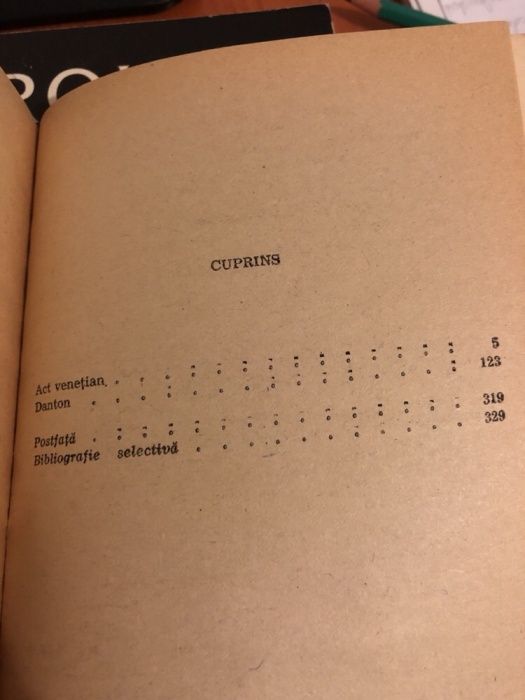 CUPRINS
Act venețian 5
Danton 123
Postfață 319
Bibliografie selectivă 329